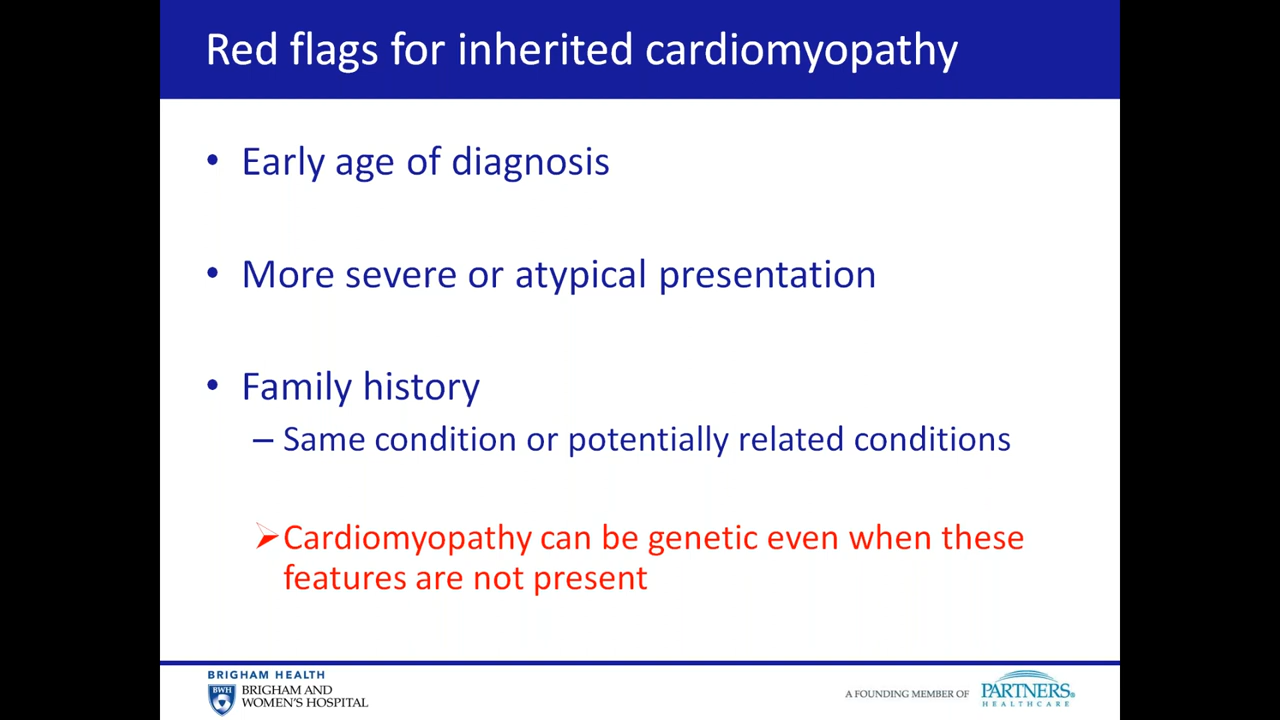 Red flags for inherited cardiomyopathy
• Early age of diagnosis
• More severe or atypical presentation
• Family history
– Same condition or potentially related conditions
➢Cardiomyopathy can be genetic even when these
features are not present
BRIGHAM HEALTH
BWH
BRIGHAM AND
WOMEN'S HOSPITAL
A FOUNDING MEMBER OF
PARTNERS®
HEALTHCARE